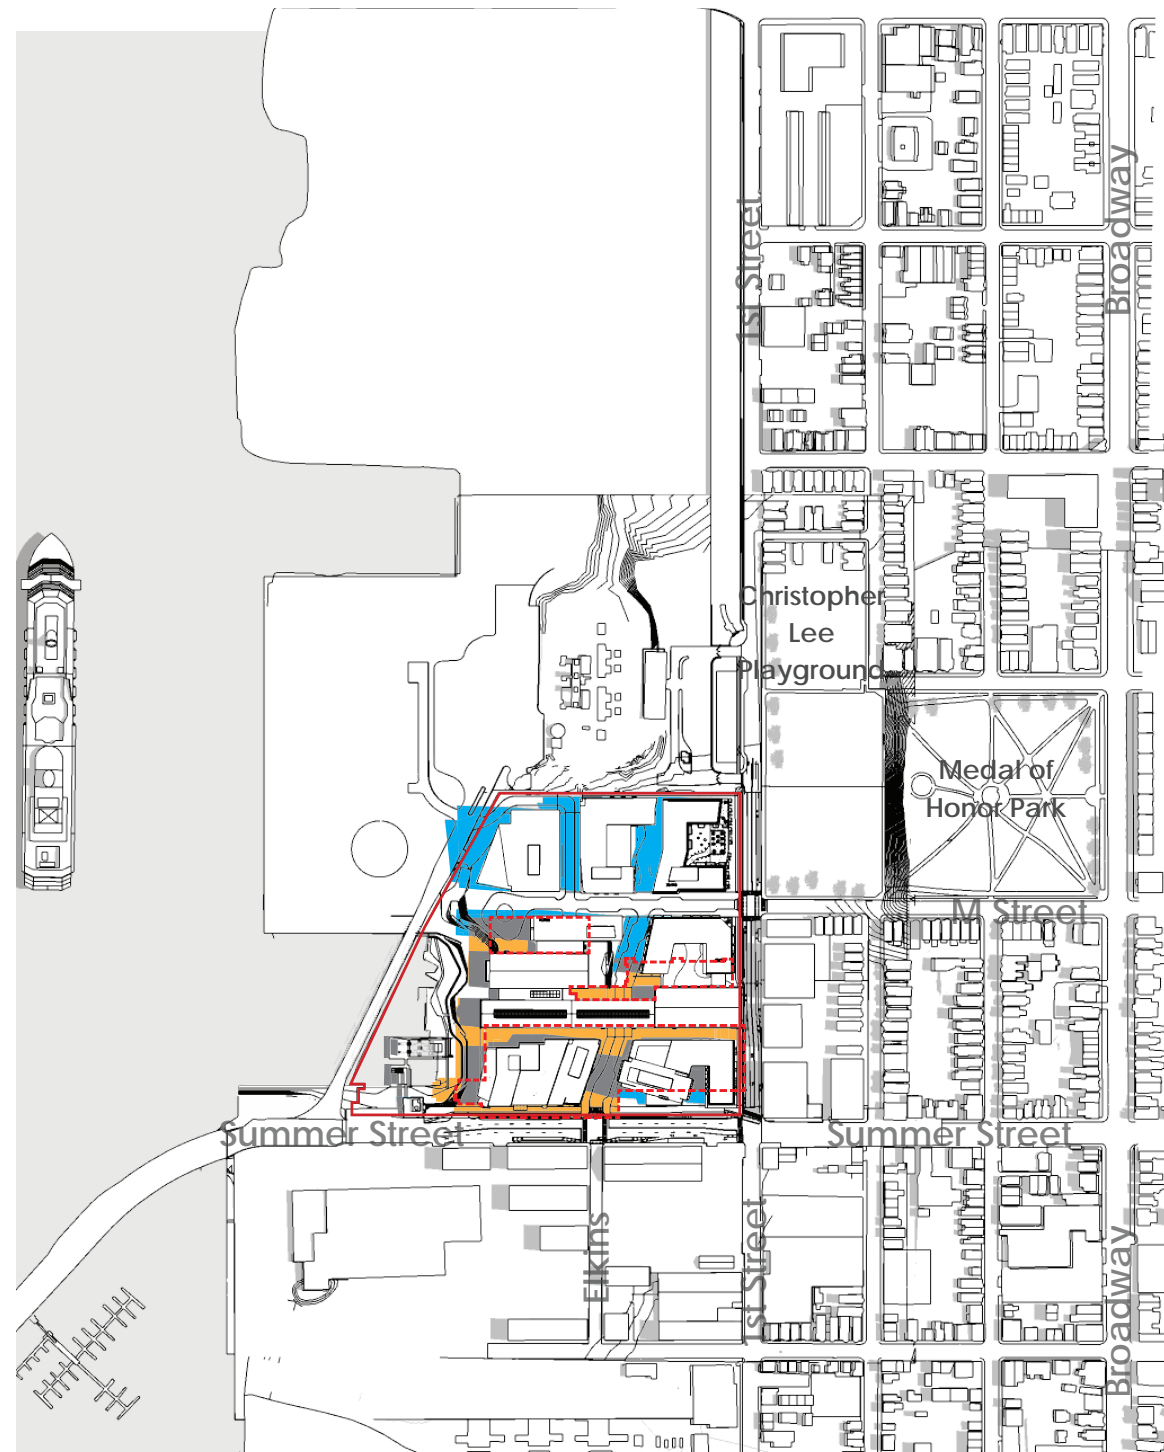 Broadway
1st Street
Christopher
Lee
Playground
Medal of
Honor Park
M Street
Summer Street
Summer Street
Elkins
1st Street
Broadway